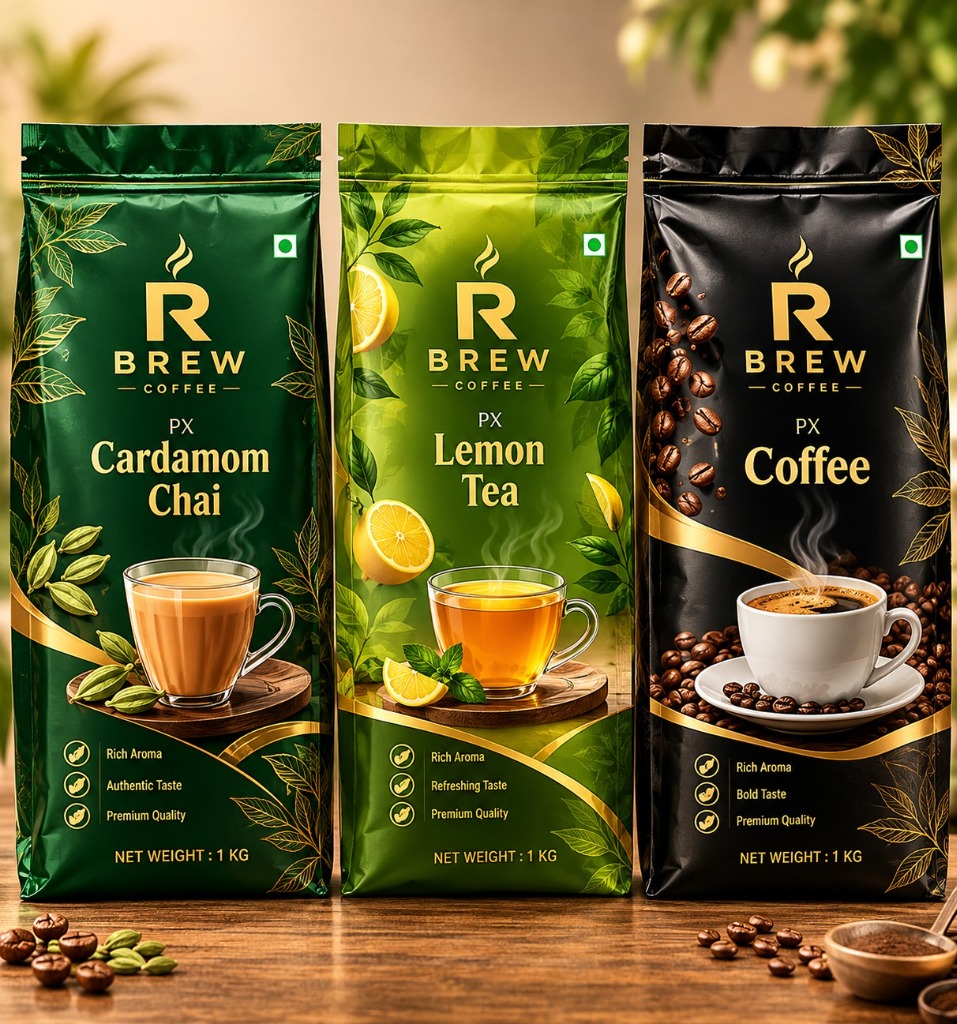 R
BREW
COFFEE
PX
Cardamom
Chai
Rich Aroma
Authentic Taste
Premium Quality
NET WEIGHT : 1 KG
R
BREW
COFFEE
PX
Lemon
Tea
Rich Aroma
Refreshing Taste
Premium Quality
NET WEIGHT : 1 KG
R
BREW
COFFEE
PX
Coffee
Rich Aroma
Bold Taste
Premium Quality
NET WEIGHT : 1 KG